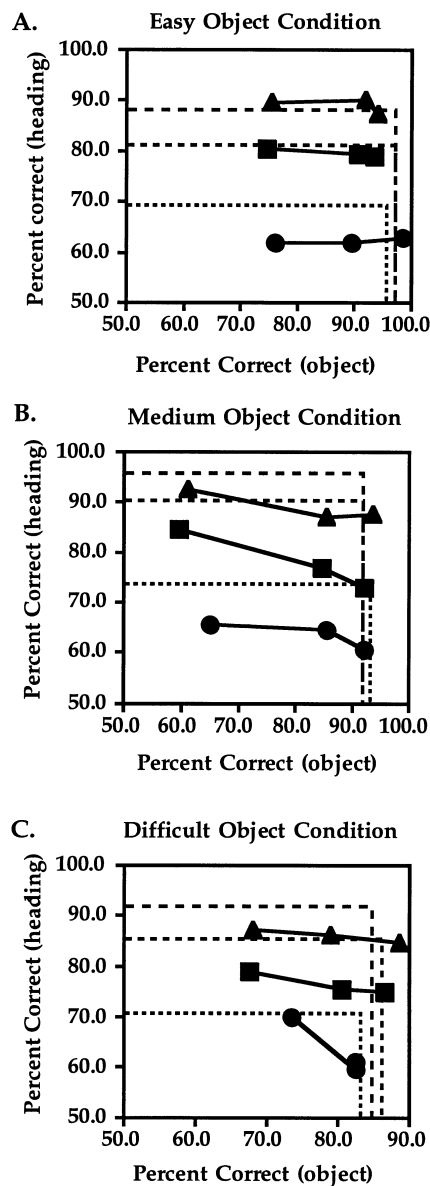 A.
Easy Object Condition
Percent correct (heading)
100.0
90.0
80.0
70.0
60.0
50.0
50.0 60.0 70.0 80.0 90.0 100.0
Percent Correct (object)
B.
Medium Object Condition
Percent Correct (heading)
100.0
90.0
80.0
70.0
60.0
50.0
50.0 60.0 70.0 80.0 90.0 100.0
Percent Correct (object)
C.
Difficult Object Condition
Percent Correct (heading)
100.0
90.0
80.0
70.0
60.0
50.0
50.0 60.0 70.0 80.0 90.0
Percent Correct (object)